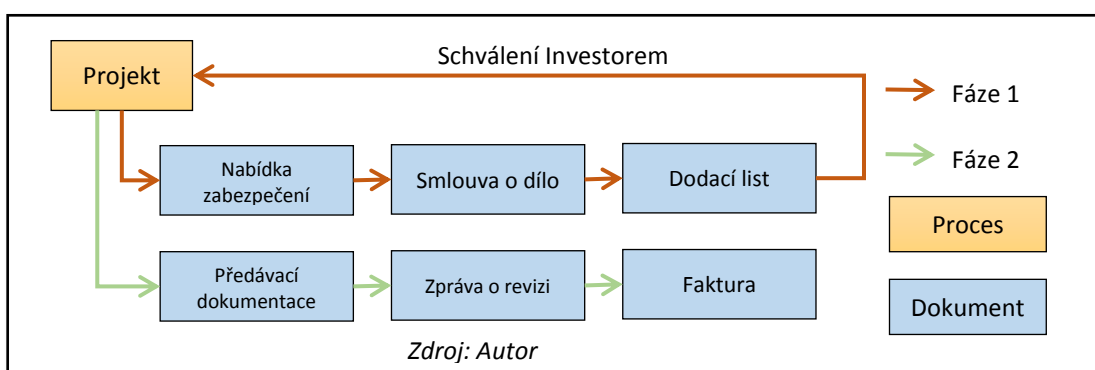 Schválení Investorem
Projekt
Fáze 1
Nabídka
zabezpečení
Smlouva o dílo
Dodací list
Fáze 2
Proces
Předávací
dokumentace
Zpráva o revizi
Faktura
Dokument
Zdroj: Autor